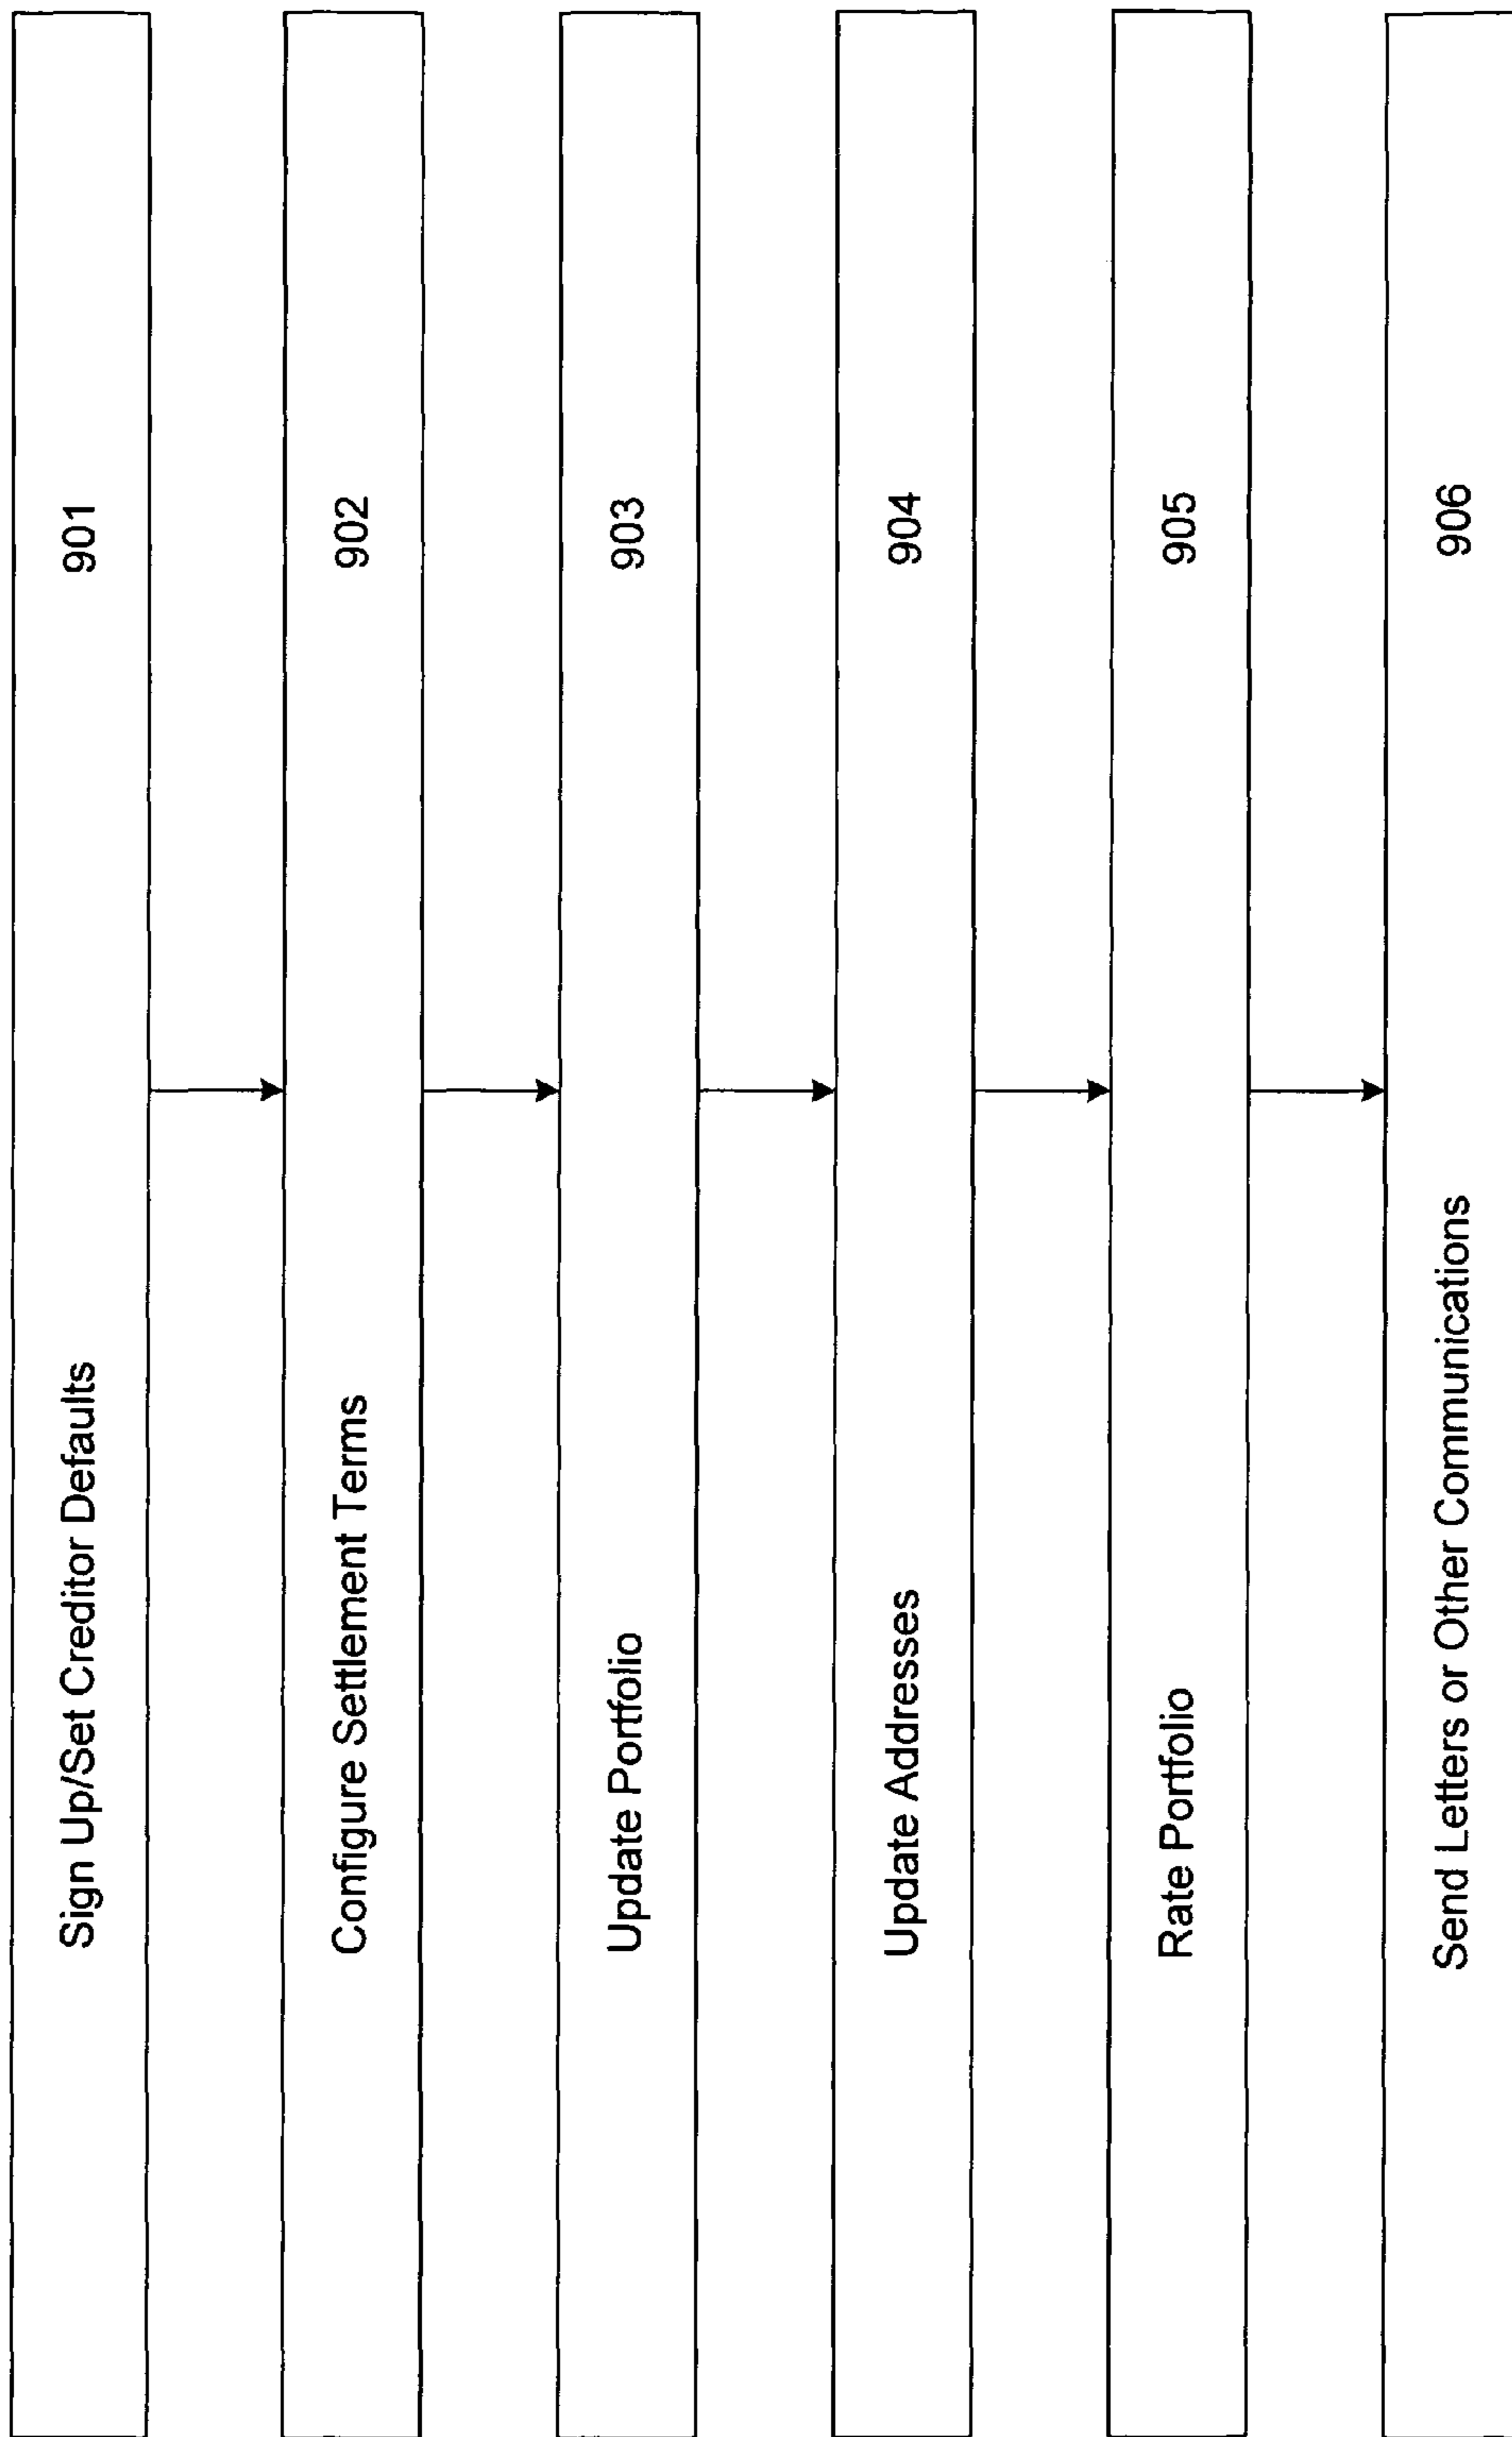 Sign Up/Set Creditor Defaults 901
Configure Settlement Terms 902
Update Portfolio 903
Update Addresses 904
Rate Portfolio 905
Send Letters or Other Communications 906